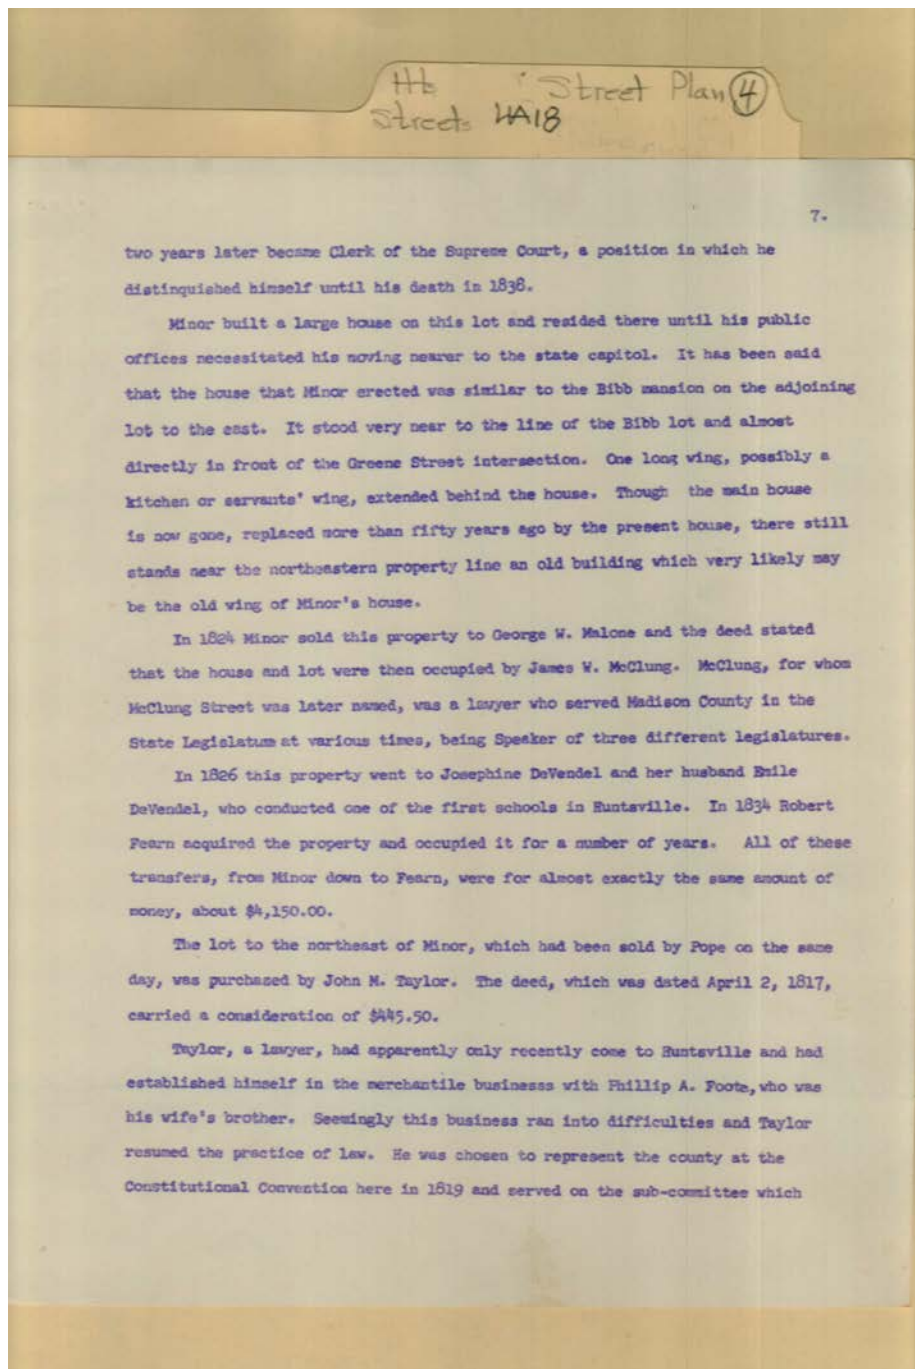 Hts Street Plan 4
Streets 4A18
7.
two years later became Clerk of the Supreme Court, a position in which he
distinquished himself until his death in 1838.
Minor built a large house on this lot and resided there until his public
offices necessitated his moving nearer to the state capitol. It has been said
that the house that Minor erected was similar to the Bibb mansion on the adjoining
lot to the east. It stood very near to the line of the Bibb lot and almost
directly in front of the Greene Street intersection. One long wing, possibly a
kitchen or servants' wing, extended behind the house. Though the main house
is now gone, replaced more than fifty years ago by the present house, there still
stands near the northeastern property line an old building which very likely may
be the old wing of Minor's house.
In 1824 Minor sold this property to George W. Malone and the deed stated
that the house and lot were then occupied by James W. McClung. McClung, for whom
McClung Street was later named, was a lawyer who served Madison County in the
State Legislatum at various times, being Speaker of three different legislatures.
In 1826 this property went to Josephine DeVendel and her husband Emile
DeVendel, who conducted one of the first schools in Huntsville. In 1834 Robert
Fearn acquired the property and occupied it for a number of years. All of these
transfers, from Minor down to Fearn, were for almost exactly the same amount of
money, about $4,150.00.
The lot to the northeast of Minor, which had been sold by Pope on the same
day, was purchased by John M. Taylor. The deed, which was dated April 2, 1817,
carried a consideration of $445.50.
Taylor, a lawyer, had apparently only recently come to Huntsville and had
established himself in the merchantile businesss with Phillip A. Foote, who was
his wife's brother. Seemingly this business ran into difficulties and Taylor
resumed the practice of law. He was chosen to represent the county at the
Constitutional Convention here in 1819 and served on the sub-committee which